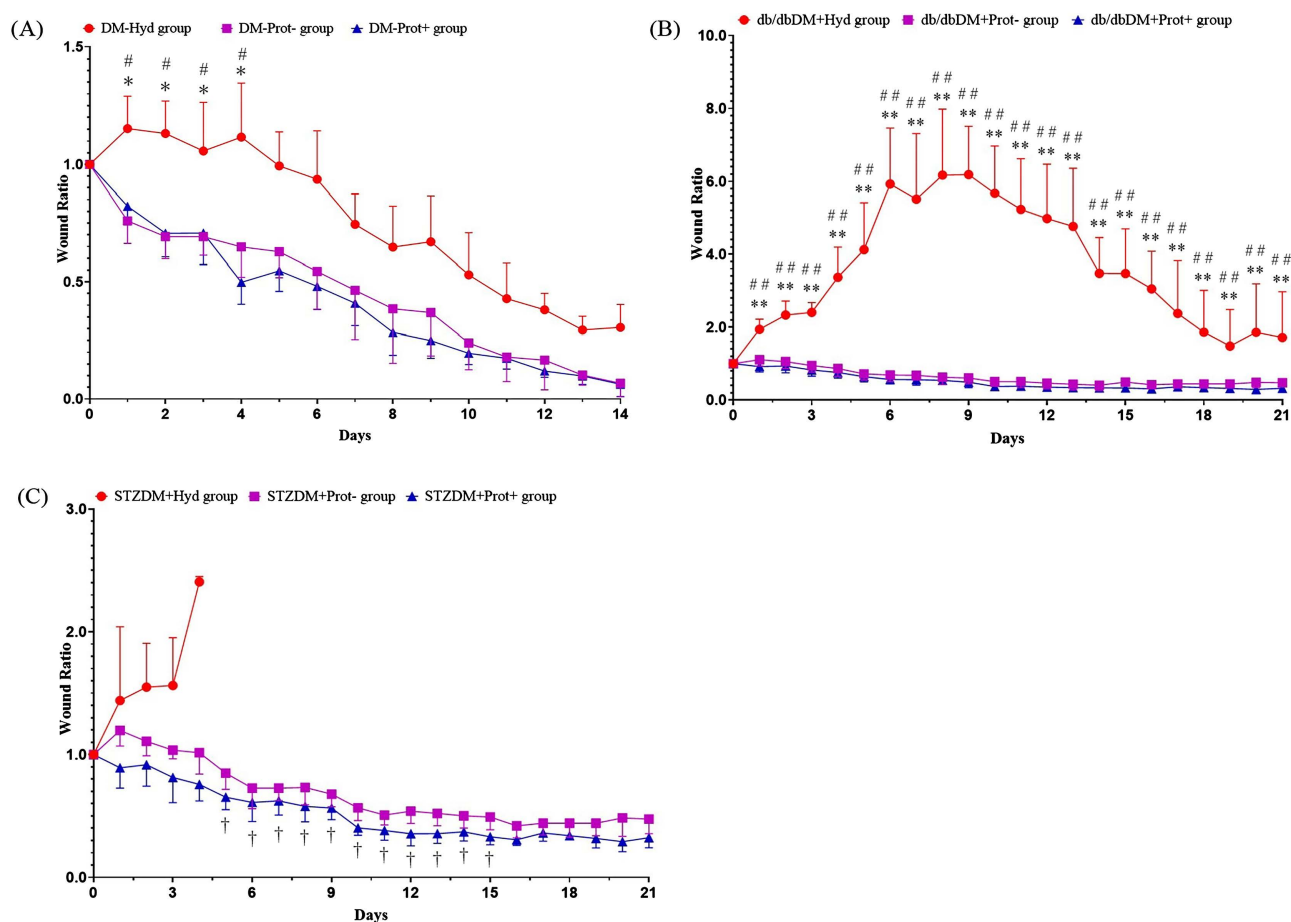 (A)
DM-Hyd group DM-Prot- group DM-Prot+ group
Wound Ratio
1.5
1.0
0.5
0.0
# # # #
* * * *
0 2 4 6 8 10 12 14
Days
(B)
db/dbDM+Hyd group db/dbDM+Prot- group db/dbDM+Prot+ group
Wound Ratio
10.0
8.0
6.0
4.0
2.0
0.0
## ## ## ## ## ## ## ## ## ## ## ## ## ## ## ## ## ## ## ## ##
** ** ** ** ** ** ** ** ** ** ** ** ** ** ** ** ** ** ** ** **
0 3 6 9 12 15 18 21
Days
(C)
STZDM+Hyd group STZDM+Prot- group STZDM+Prot+ group
Wound Ratio
3.0
2.0
1.0
0.0
† † † † † † † † † † †
0 3 6 9 12 15 18 21
Days